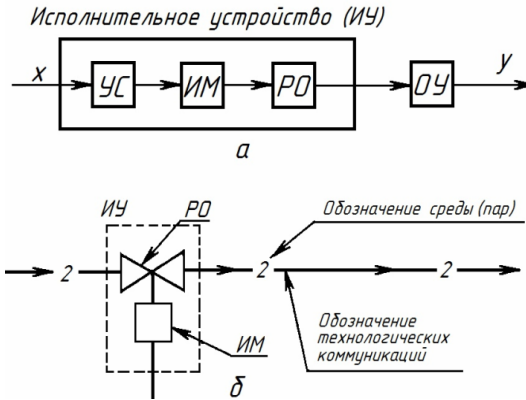 Исполнительное устройство (ИУ)
x
УС
ИМ
РО
ОУ
y
а
ИУ
РО
Обозначение среды (пар)
2
2
2
ИМ
Обозначение
технологических
коммуникаций
б